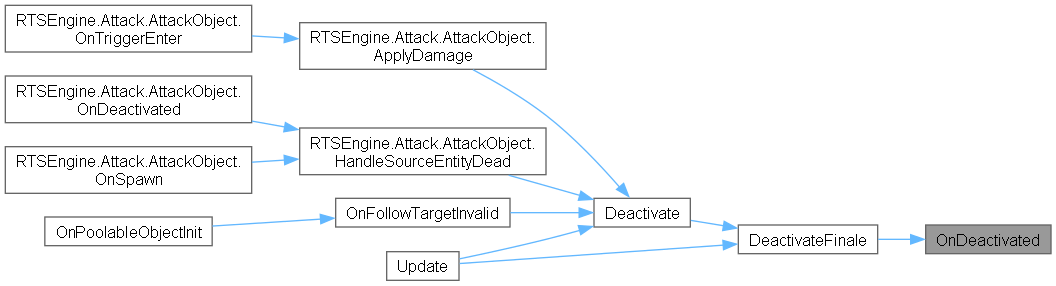 RTSEngine.Attack.AttackObject.
OnTriggerEnter
RTSEngine.Attack.AttackObject.
ApplyDamage
RTSEngine.Attack.AttackObject.
OnDeactivated
RTSEngine.Attack.AttackObject.
HandleSourceEntityDead
RTSEngine.Attack.AttackObject.
OnSpawn
OnPoolableObjectInit
OnFollowTargetInvalid
Update
Deactivate
DeactivateFinale
OnDeactivated